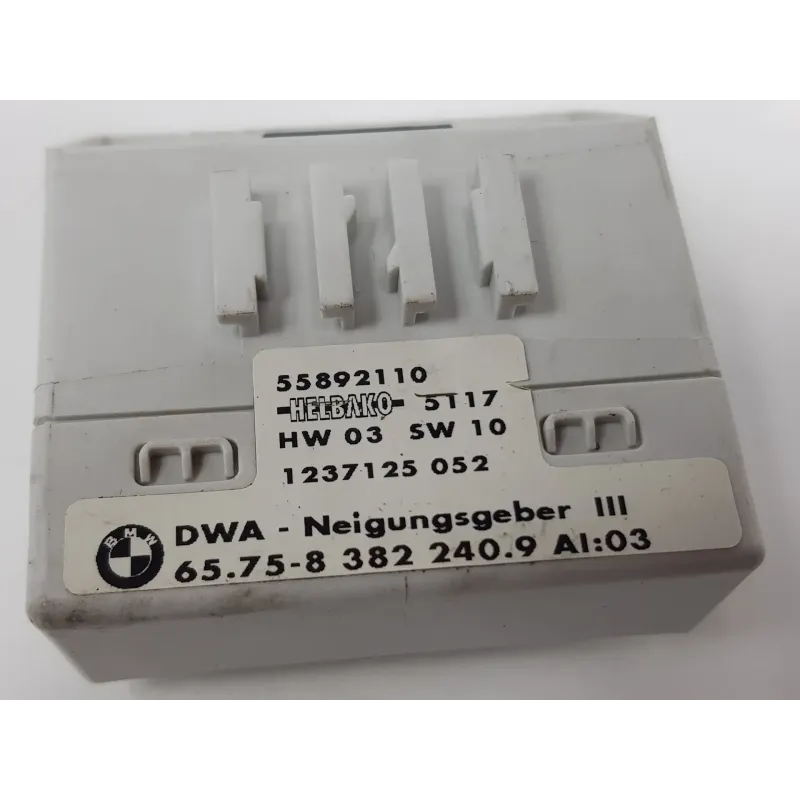 55892110
HELBAKO 5117
HW 03 SW 10
1237125 052
BMW DWA - Neigungsgeber III
65.75-8 382 240.9 AI:03